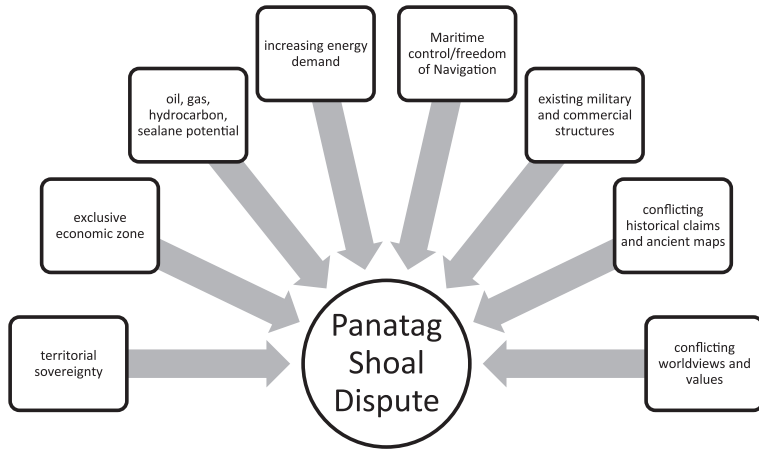 increasing energy
demand
Maritime
control/freedom
of Navigation
oil, gas,
hydrocarbon,
sealane potential
existing military
and commercial
structures
exclusive
economic zone
conflicting
historical claims
and ancient maps
territorial
sovereignty
Panatag
Shoal
Dispute
conflicting
worldviews and
values